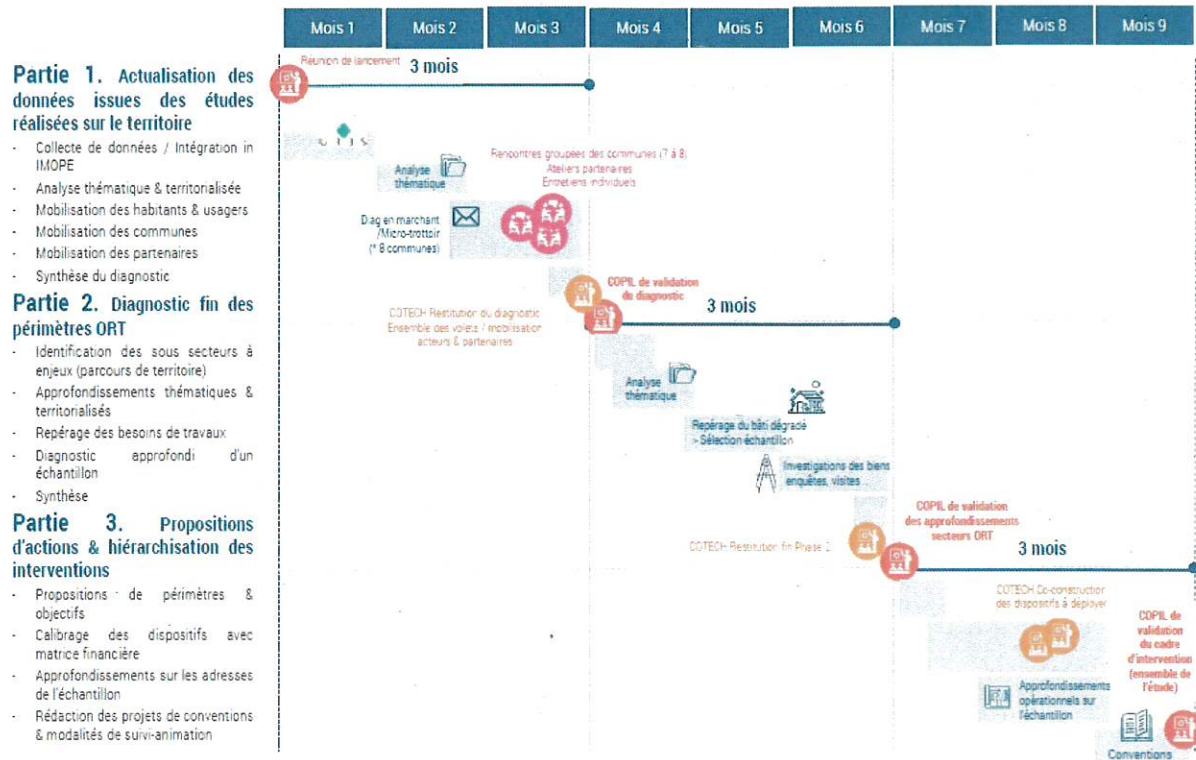 Mois 1 Mois 2 Mois 3 Mois 4 Mois 5 Mois 6 Mois 7 Mois 8 Mois 9
Partie 1. Actualisation des
données issues des études
réalisées sur le territoire
- Collecte de données / Intégration in
IMOPE
- Analyse thématique & territorialisée
- Mobilisation des habitants & usagers
- Mobilisation des communes
- Mobilisation des partenaires
- Synthèse du diagnostic
Partie 2. Diagnostic fin des
périmètres ORT
- Identification des sous secteurs à
enjeux (parcours de territoire)
- Approfondissements thématiques &
territorialisés
- Repérage des besoins de travaux
- Diagnostic approfondi d'un
échantillon
- Synthèse
Partie 3. Propositions
d'actions & hiérarchisation des
interventions
- Propositions de périmètres &
objectifs
- Calibrage des dispositifs avec
matrice financière
- Approfondissements sur les adresses
de l'échantillon
- Rédaction des projets de conventions
& modalités de suivi-animation
Réunion de lancement
3 mois
Analyse
thématique
Rencontres groupées des communes (7 à 8)
Ateliers partenaires
Entretiens individuels
Diag en marchant
/Micro-trottoir
(* 8 communes)
COTECH Restitution du diagnostic
Ensemble des volets / mobilisation
acteurs & partenaires
COPIL de validation
du diagnostic
3 mois
Analyse
thématique
Repérage du bâti dégradé
> Sélection échantillon
Investigations des biens
enquêtes, visites
COTECH Restitution fin Phase 2
COPIL de validation
des approfondissements
secteurs ORT
3 mois
COTECH Co-construction
des dispositifs à déployer
Approfondissements
opérationnels sur
l'échantillon
COPIL de
validation
du cadre
d'intervention
(ensemble de
l'étude)
Conventions